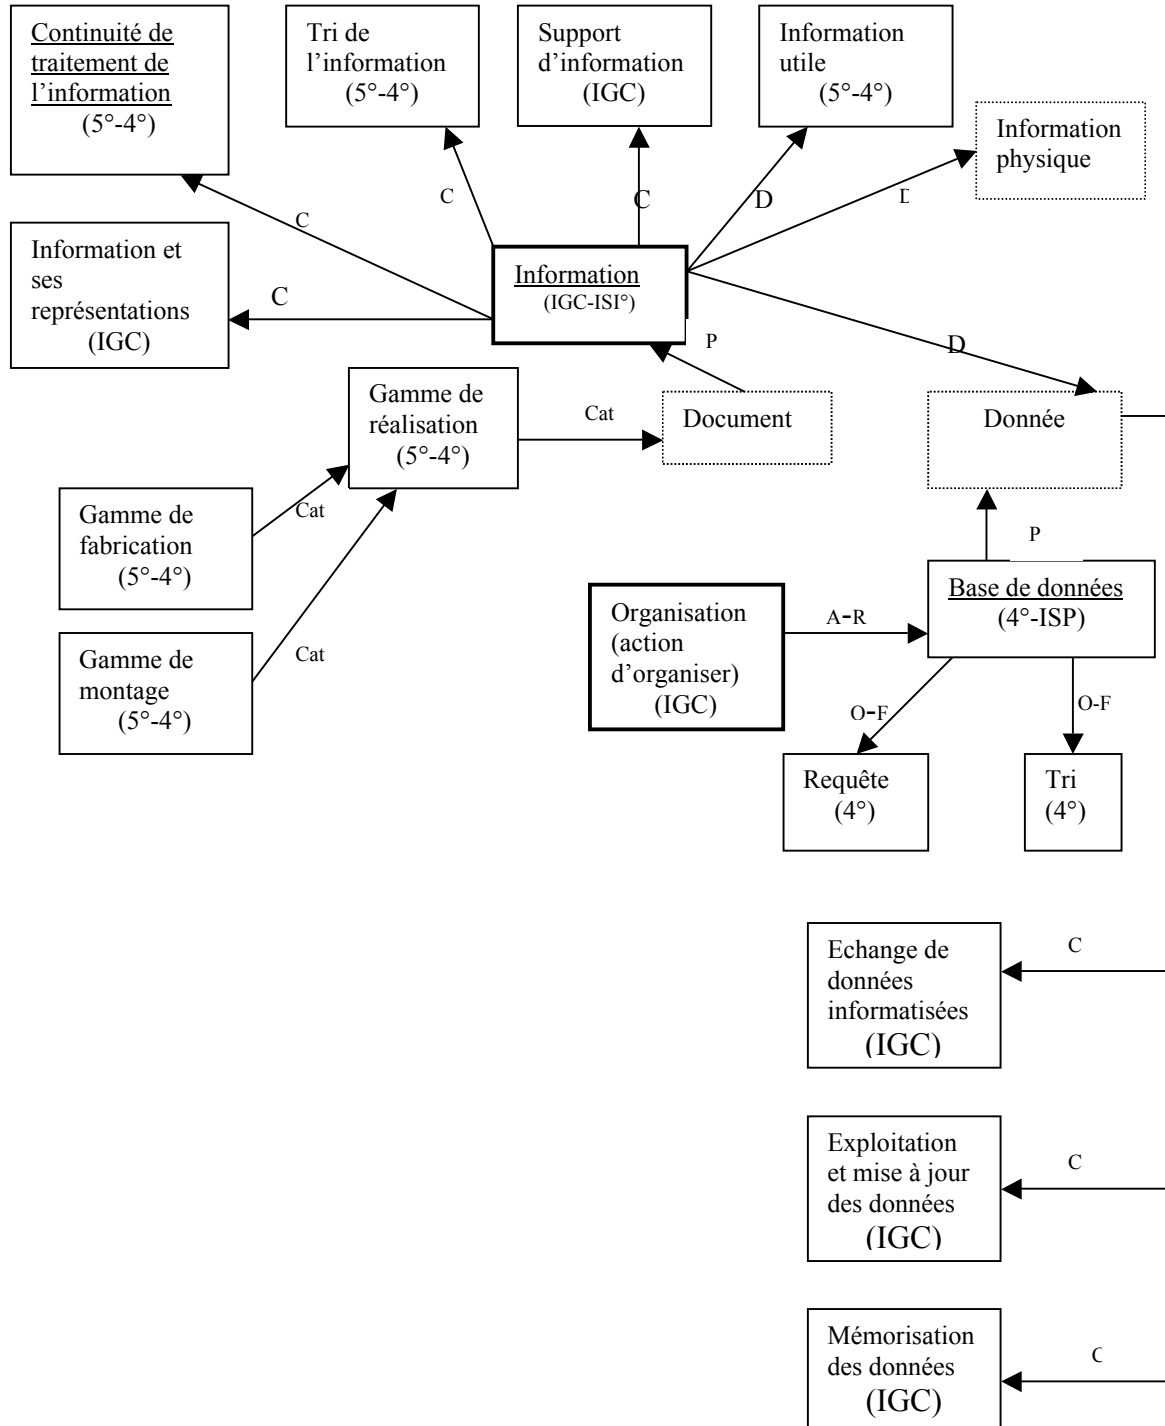 Continuité de
traitement de
l’information
(5°-4°)
Tri de
l’information
(5°-4°)
Support
d’information
(IGC)
Information
utile
(5°-4°)
Information
physique
C
C
C
D
D
Information et
ses
représentations
(IGC)
C
Information
(IGC-ISI°)
P
D
Gamme de
réalisation
(5°-4°)
Cat
Document
Donnée
Gamme de
fabrication
(5°-4°)
Cat
P
Gamme de
montage
(5°-4°)
Cat
Organisation
(action
d’organiser)
(IGC)
A-R
Base de données
(4°-ISP)
O-F
O-F
Requête
(4°)
Tri
(4°)
Echange de
données
informatisées
(IGC)
C
Exploitation
et mise à jour
des données
(IGC)
C
Mémorisation
des données
(IGC)
C